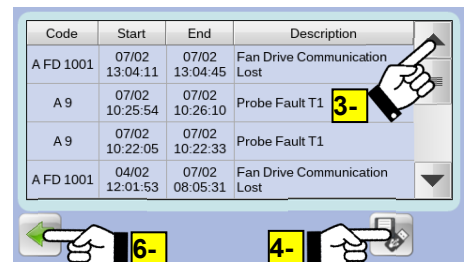 Code Start End Description
A FD 1001 07/02 13:04:11 07/02 13:04:45 Fan Drive Communication Lost
A 9 07/02 10:25:54 07/02 10:26:10 Probe Fault T1
A 9 07/02 10:22:05 07/02 10:22:33 Probe Fault T1
A FD 1001 04/02 12:01:53 07/02 08:05:31 Fan Drive Communication Lost
3-
6-
4-